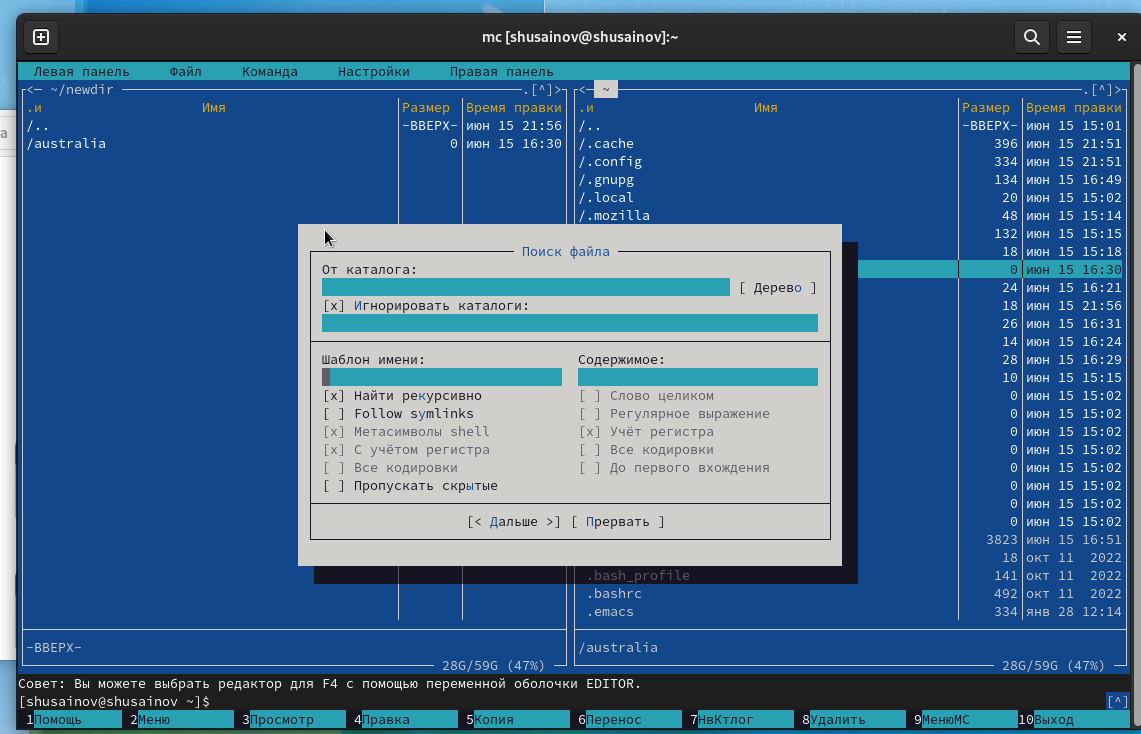 mc [shusainov@shusainov]:~
Левая панель Файл Команда Настройки Правая панель
<─ ~/newdir .[^]> <─ ~ .[^]>
.и Имя Размер Время правки .и Имя Размер Время правки
/.. -ВВЕРХ- июн 15 21:56 /.. -ВВЕРХ- июн 15 15:01
/australia 0 июн 15 16:30 /.cache 396 июн 15 21:51
/.config 334 июн 15 21:51
/.gnupg 134 июн 15 16:49
/.local 20 июн 15 15:02
/.mozilla 48 июн 15 15:14
132 июн 15 15:15
Поиск файла 18 июн 15 15:18
От каталога: 0 июн 15 16:30
[ Дерево ] 24 июн 15 16:21
[x] Игнорировать каталоги: 18 июн 15 21:56
26 июн 15 16:31
14 июн 15 16:24
Шаблон имени: Содержимое: 28 июн 15 16:29
10 июн 15 15:15
[x] Найти рекурсивно [ ] Слово целиком 0 июн 15 15:02
[ ] Follow symlinks [ ] Регулярное выражение 0 июн 15 15:02
[x] Метасимволы shell [x] Учёт регистра 0 июн 15 15:02
[x] С учётом регистра [ ] Все кодировки 0 июн 15 15:02
[ ] Все кодировки [ ] До первого вхождения 0 июн 15 15:02
[ ] Пропускать скрытые 0 июн 15 15:02
0 июн 15 15:02
[< Дальше >] [ Прервать ] 0 июн 15 15:02
3823 июн 15 16:51
18 окт 11 2022
.bash_profile 141 окт 11 2022
.bashrc 492 окт 11 2022
.emacs 334 янв 28 12:14
-ВВЕРХ- /australia
28G/59G (47%) 28G/59G (47%)
Совет: Вы можете выбрать редактор для F4 с помощью переменной оболочки EDITOR.
[shusainov@shusainov ~]$ [^]
1Помощь 2Меню 3Просмотр 4Правка 5Копия 6Перенос 7НвКтлог 8Удалить 9МенюМС 10Выход